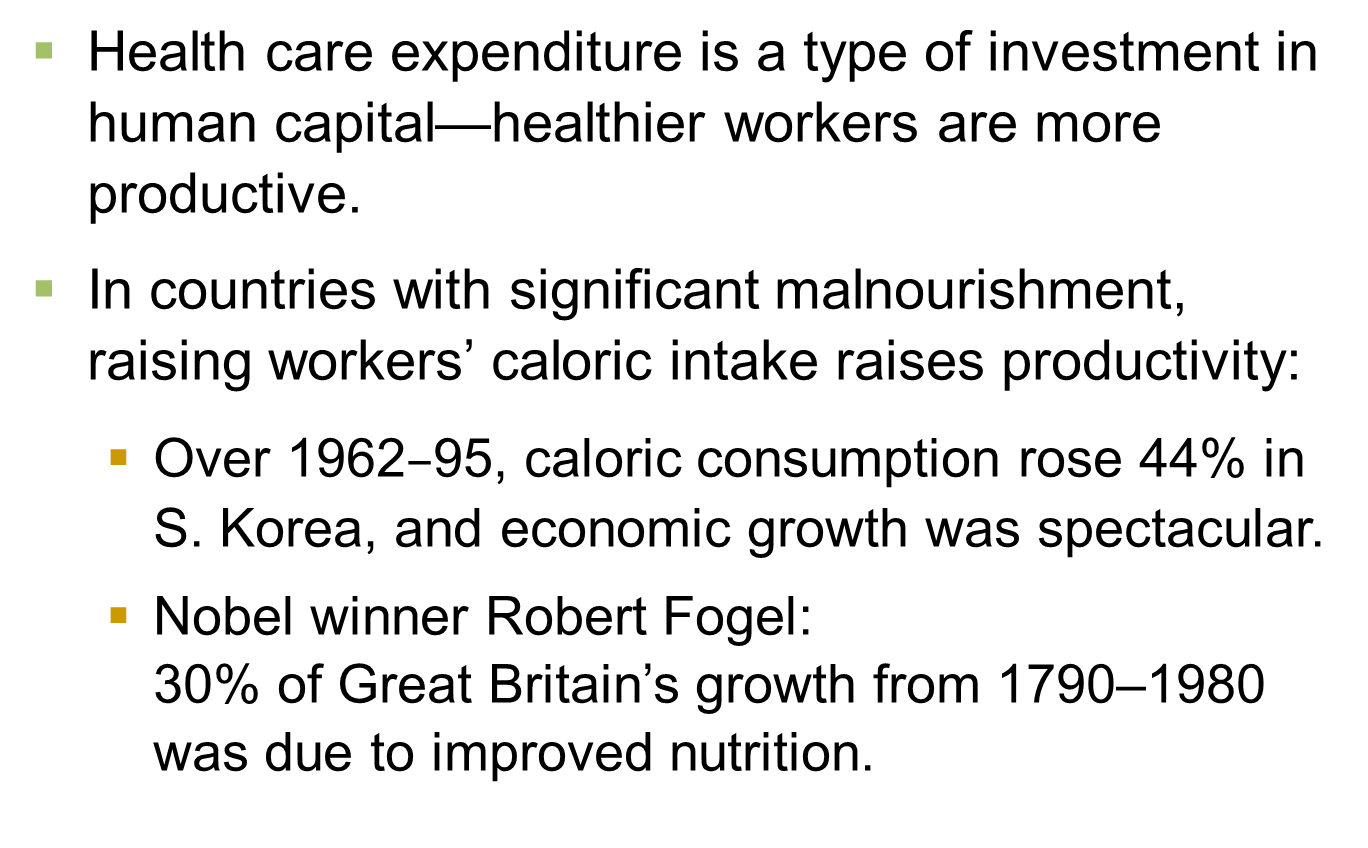 ▪ Health care expenditure is a type of investment in
human capital—healthier workers are more
productive.
▪ In countries with significant malnourishment,
raising workers’ caloric intake raises productivity:
▪ Over 1962–95, caloric consumption rose 44% in
S. Korea, and economic growth was spectacular.
▪ Nobel winner Robert Fogel:
30% of Great Britain’s growth from 1790–1980
was due to improved nutrition.